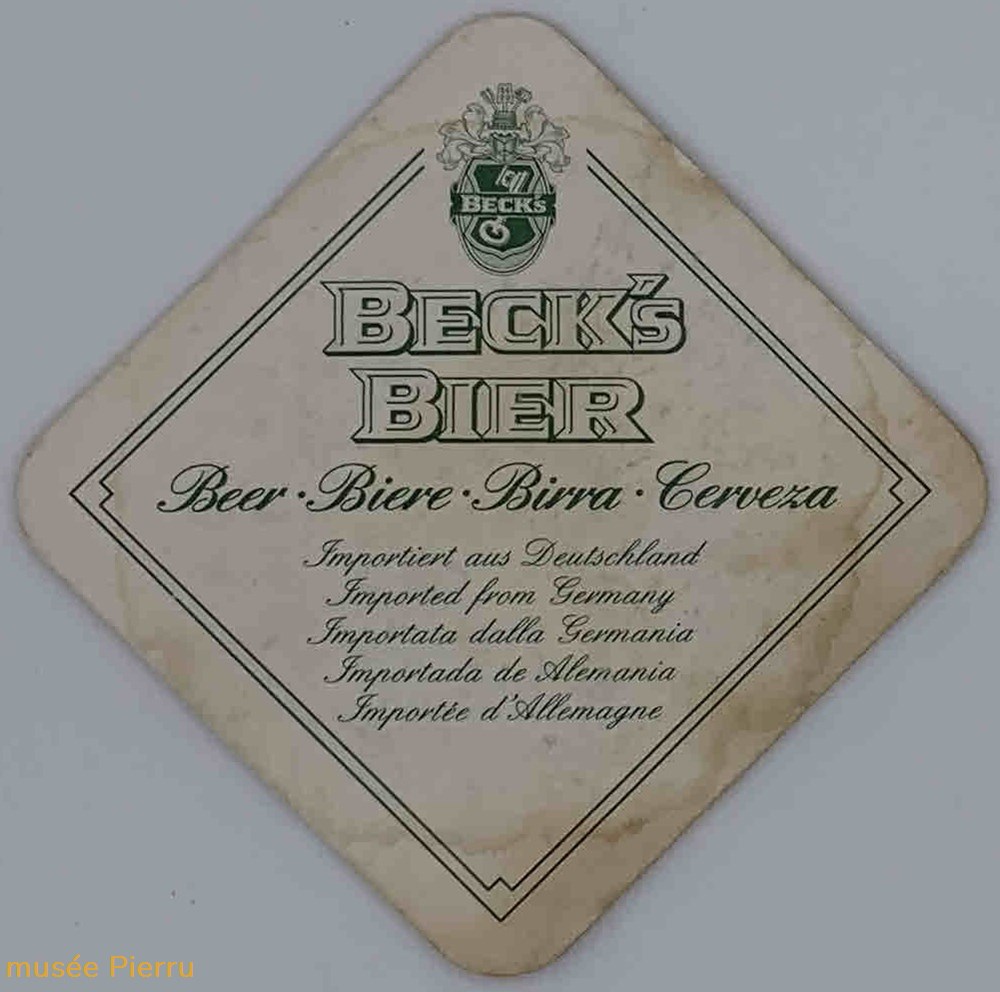 BECK's
BECK's
BIER
Beer · Biere · Birra · Cerveza
Importiert aus Deutschland
Imported from Germany
Importata dalla Germania
Importada de Alemania
Importée d'Allemagne
musée Pierru